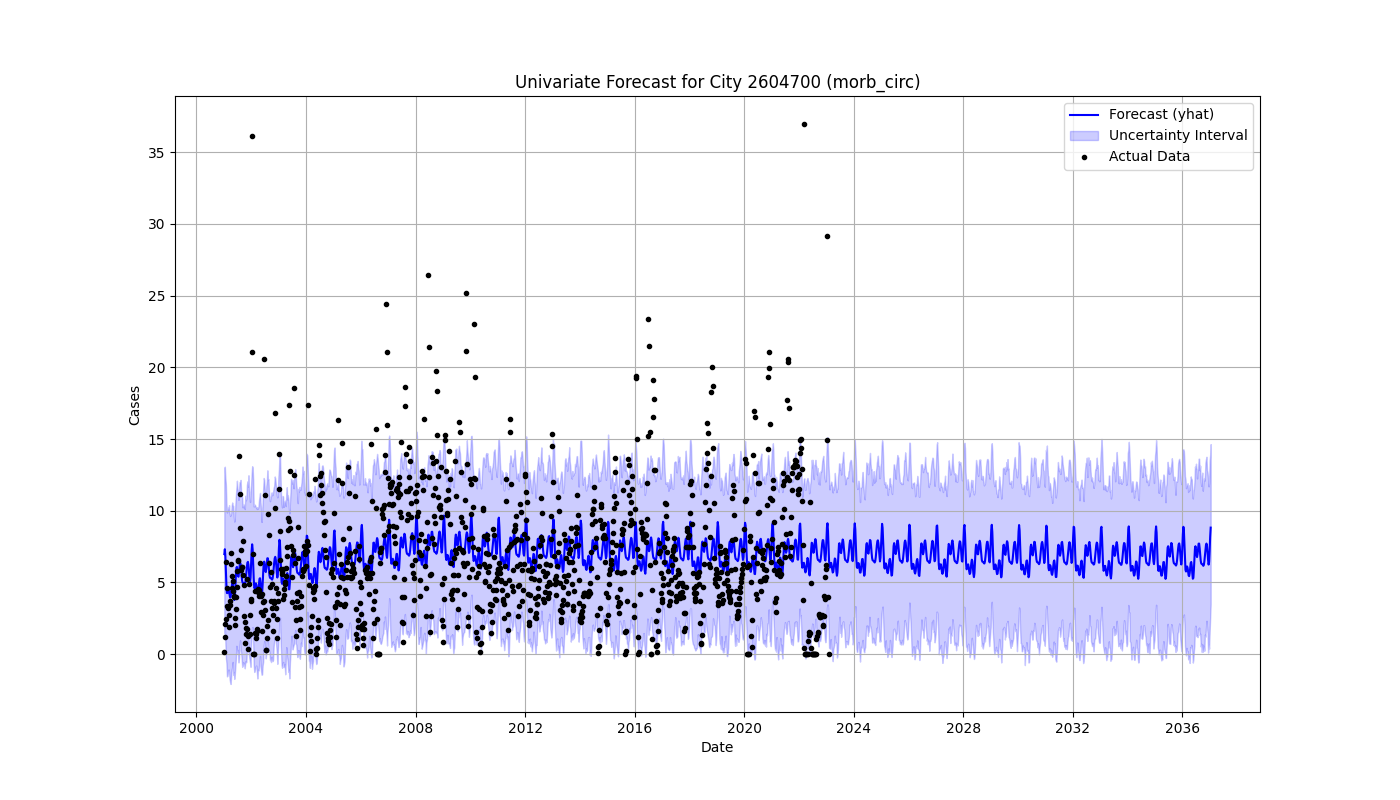 Univariate Forecast for City 2604700 (morb_circ)
Forecast (yhat)
Uncertainty Interval
Actual Data
Cases
35
30
25
20
15
10
5
0
2000 2004 2008 2012 2016 2020 2024 2028 2032 2036
Date